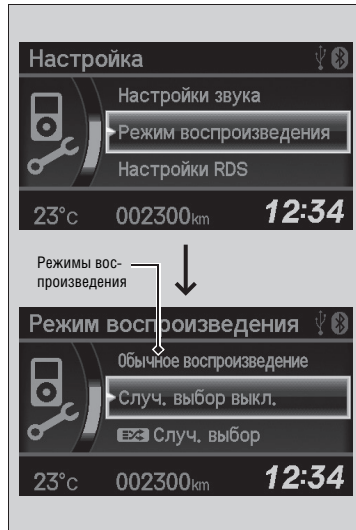 Настройка
Настройки звука
Режим воспроизведения
Настройки RDS
23°C 002300km 12:34
Режимы вос-
произведения
Режим воспроизведения
Обычное воспроизведение
Случ. выбор выкл.
Случ. выбор
23°C 002300km 12:34